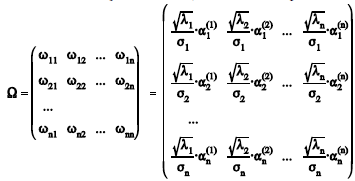 Ω = ( ω₁₁ ω₁₂ ... ω₁ₙ ) = ( √λ₁/σ₁·α₁⁽¹⁾ √λ₂/σ₁·α₁⁽²⁾ ... √λₙ/σ₁·α₁⁽ⁿ⁾ )
ω₂₁ ω₂₂ ... ω₂ₙ √λ₁/σ₂·α₂⁽¹⁾ √λ₂/σ₂·α₂⁽²⁾ ... √λₙ/σ₂·α₂⁽ⁿ⁾
... ...
ωₙ₁ ωₙ₂ ... ωₙₙ √λ₁/σₙ·αₙ⁽¹⁾ √λ₂/σₙ·αₙ⁽²⁾ ... √λₙ/σₙ·αₙ⁽ⁿ⁾